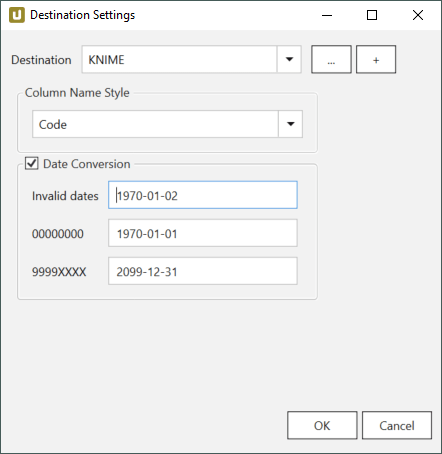 Destination Settings
Destination KNIME ... +
Column Name Style
Code
Date Conversion
Invalid dates 1970-01-02
00000000 1970-01-01
9999XXXX 2099-12-31
OK Cancel